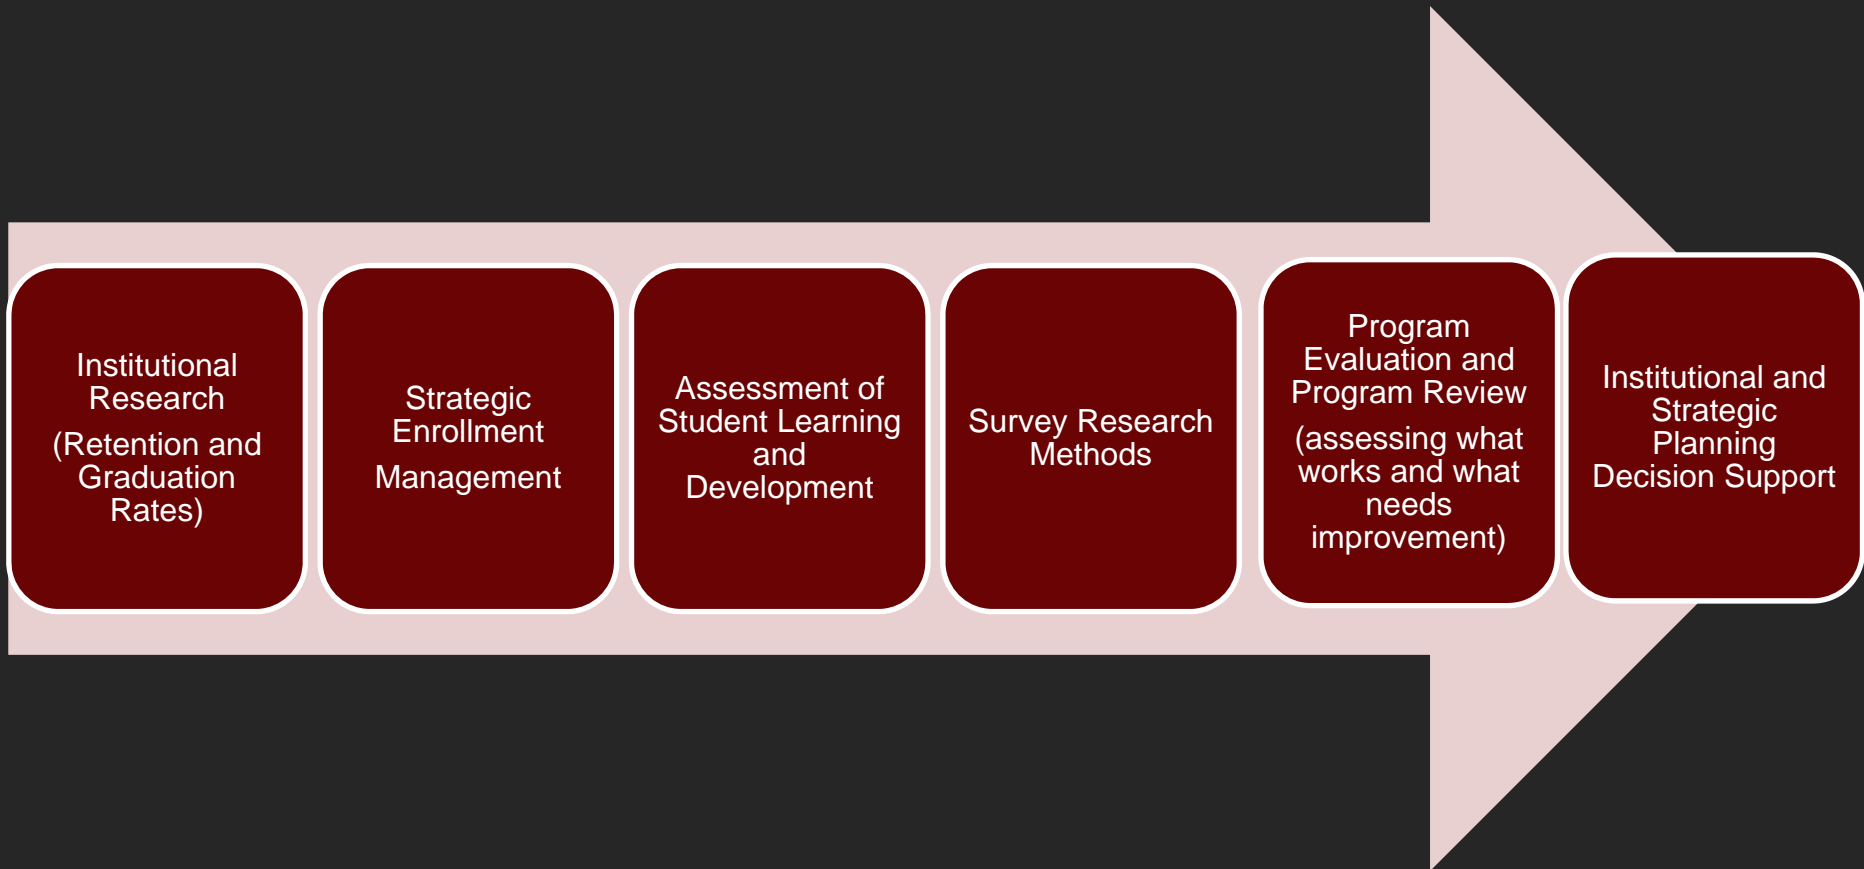 Institutional
Research
(Retention and
Graduation
Rates)
Strategic
Enrollment
Management
Assessment of
Student Learning
and
Development
Survey Research
Methods
Program
Evaluation and
Program Review
(assessing what
works and what
needs
improvement)
Institutional and
Strategic
Planning
Decision Support